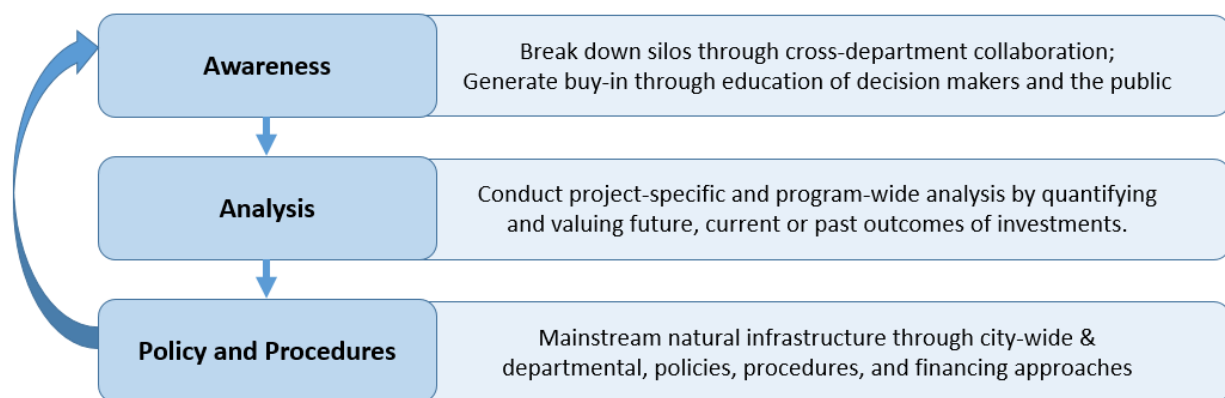 Awareness
Break down silos through cross-department collaboration;
Generate buy-in through education of decision makers and the public
Analysis
Conduct project-specific and program-wide analysis by quantifying
and valuing future, current or past outcomes of investments.
Policy and Procedures
Mainstream natural infrastructure through city-wide &
departmental, policies, procedures, and financing approaches